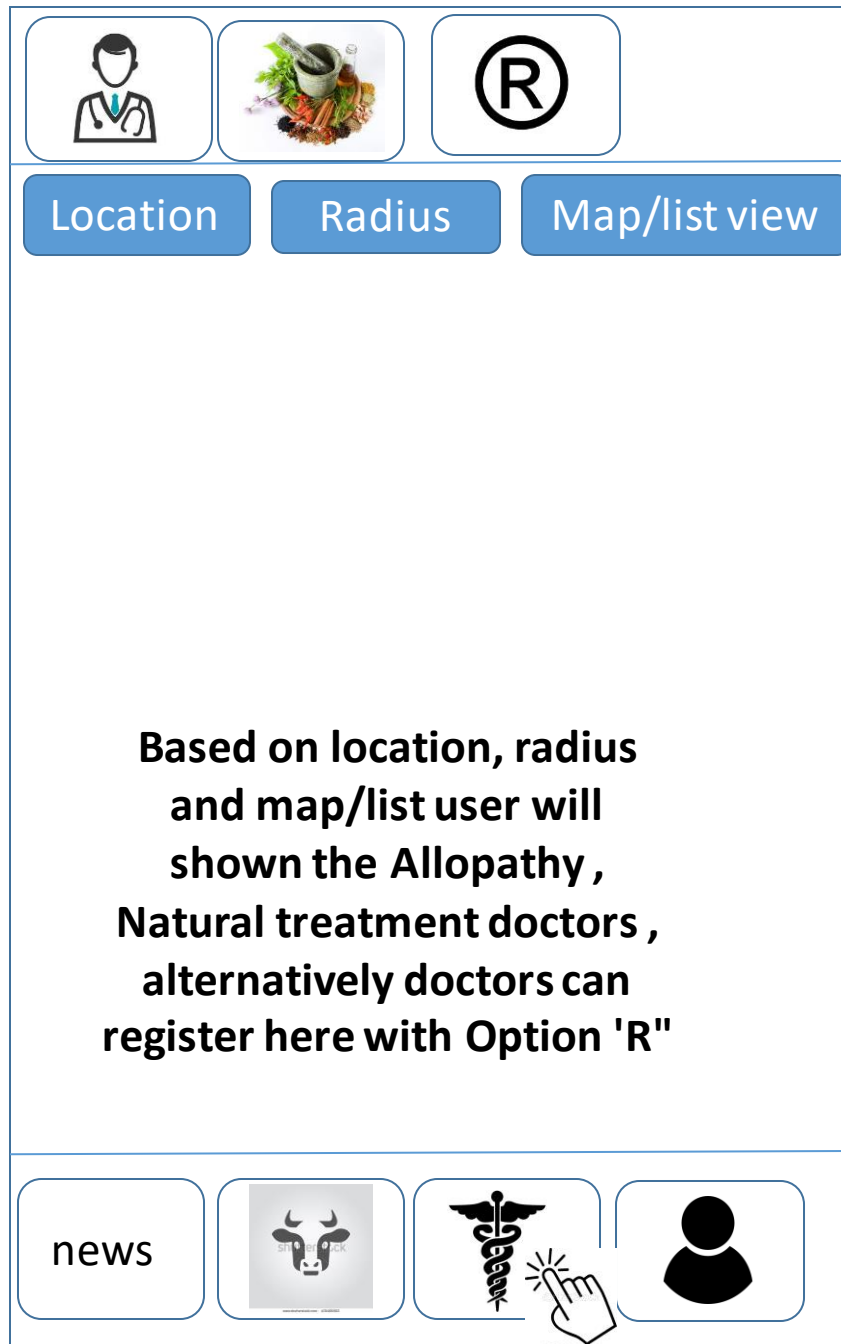 R
Location
Radius
Map/list view
Based on location, radius
and map/list user will
shown the Allopathy ,
Natural treatment doctors ,
alternatively doctors can
register here with Option 'R"
news